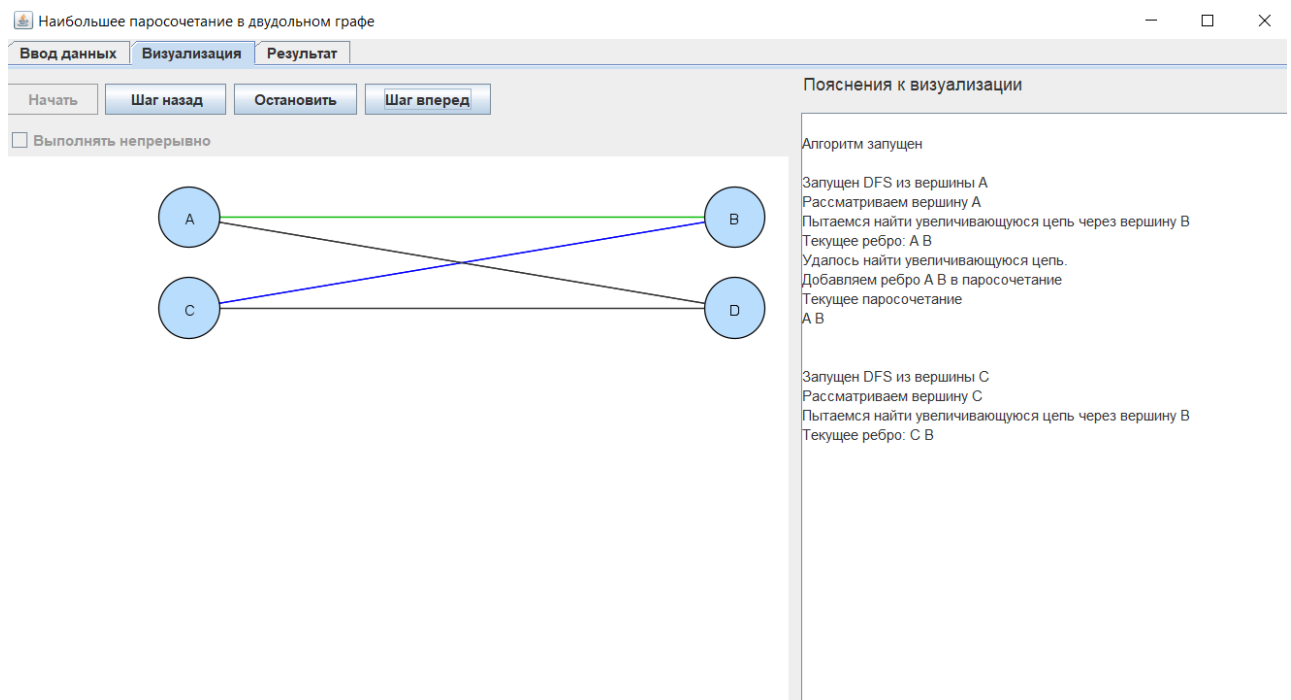 Наибольшее паросочетание в двудольном графе
Ввод данных Визуализация Результат
Начать Шаг назад Остановить Шаг вперед
Выполнять непрерывно
A B
C D
Пояснения к визуализации
Алгоритм запущен
Запущен DFS из вершины A
Рассматриваем вершину A
Пытаемся найти увеличивающуюся цепь через вершину B
Текущее ребро: A B
Удалось найти увеличивающуюся цепь.
Добавляем ребро A B в паросочетание
Текущее паросочетание
A B
Запущен DFS из вершины C
Рассматриваем вершину C
Пытаемся найти увеличивающуюся цепь через вершину B
Текущее ребро: C B